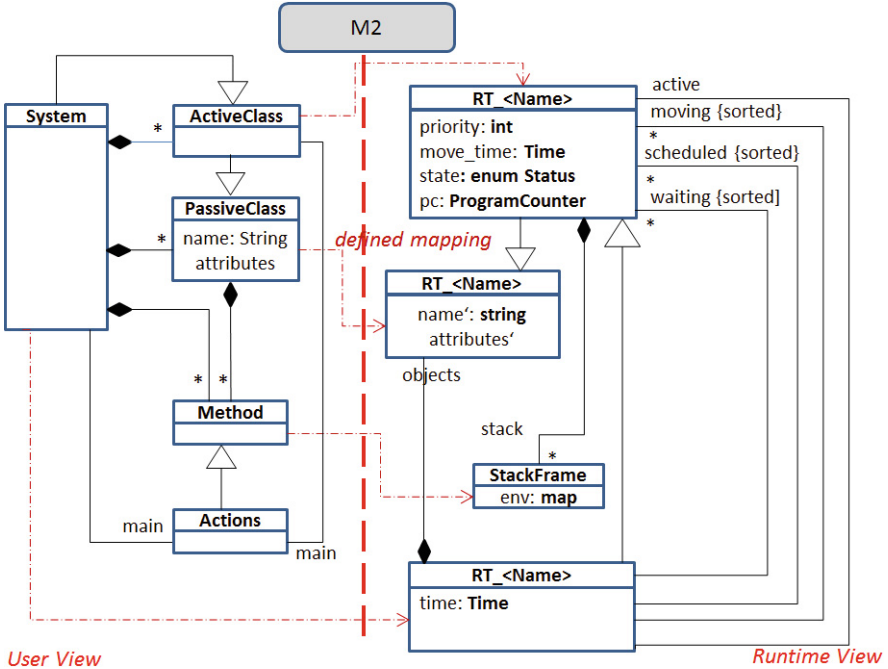 M2
System
ActiveClass
*
PassiveClass
name: String
attributes
*
*
*
Method
Actions
main
main
User View
defined mapping
RT_<Name>
priority: int
move_time: Time
state: enum Status
pc: ProgramCounter
active
moving {sorted}
*
scheduled {sorted}
*
waiting {sorted]
*
RT_<Name>
name‘: string
attributes‘
objects
stack
*
StackFrame
env: map
RT_<Name>
time: Time
Runtime View